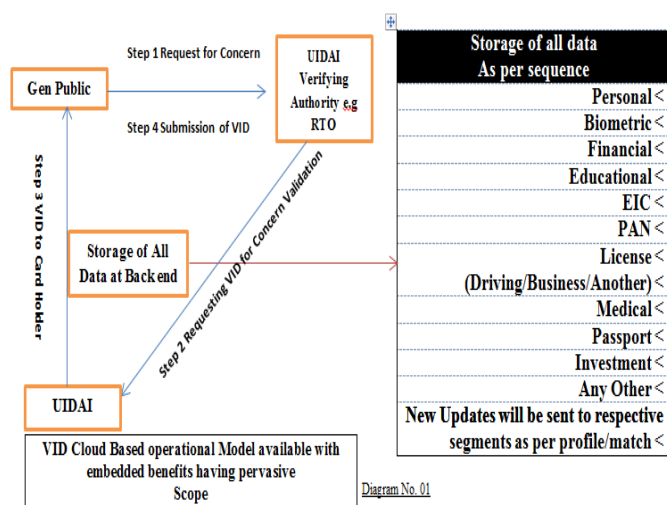 Step 1 Request for Concern
Gen Public
Step 4 Submission of VID
UIDAI
Verifying
Authority e.g
RTO
Step 3 VID to Card Holder
Step 2 Requesting VID for Concern Validation
Storage of All
Data at Backend
UIDAI
VID Cloud Based operational Model available with
embedded benefits having pervasive
Scope
Diagram No. 01
Storage of all data
As per sequence
Personal <
Biometric <
Financial <
Educational <
EIC <
PAN <
License <
(Driving/Business/Another) <
Medical <
Passport <
Investment <
Any Other <
New Updates will be sent to respective
segments as per profile/match <